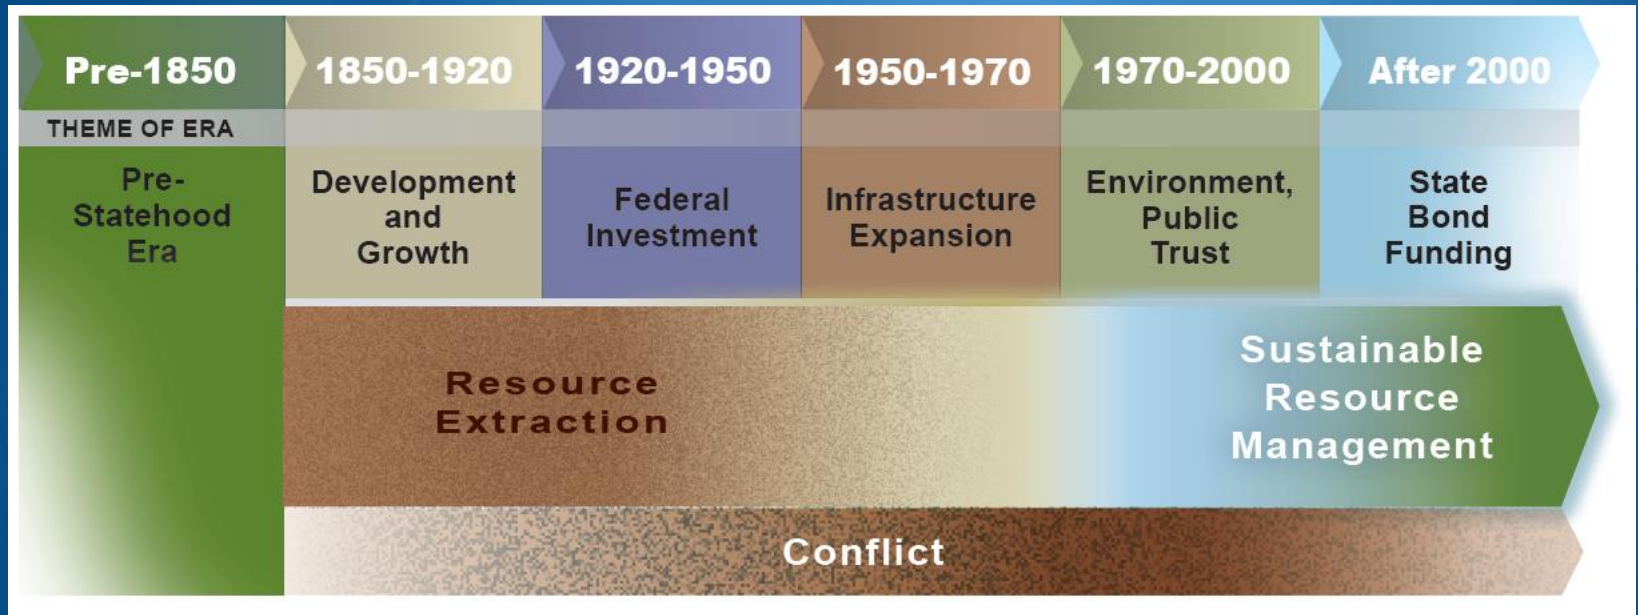 Pre-1850
1850-1920
1920-1950
1950-1970
1970-2000
After 2000
THEME OF ERA
Pre-
Statehood
Era
Development
and
Growth
Federal
Investment
Infrastructure
Expansion
Environment,
Public
Trust
State
Bond
Funding
Resource
Extraction
Sustainable
Resource
Management
Conflict